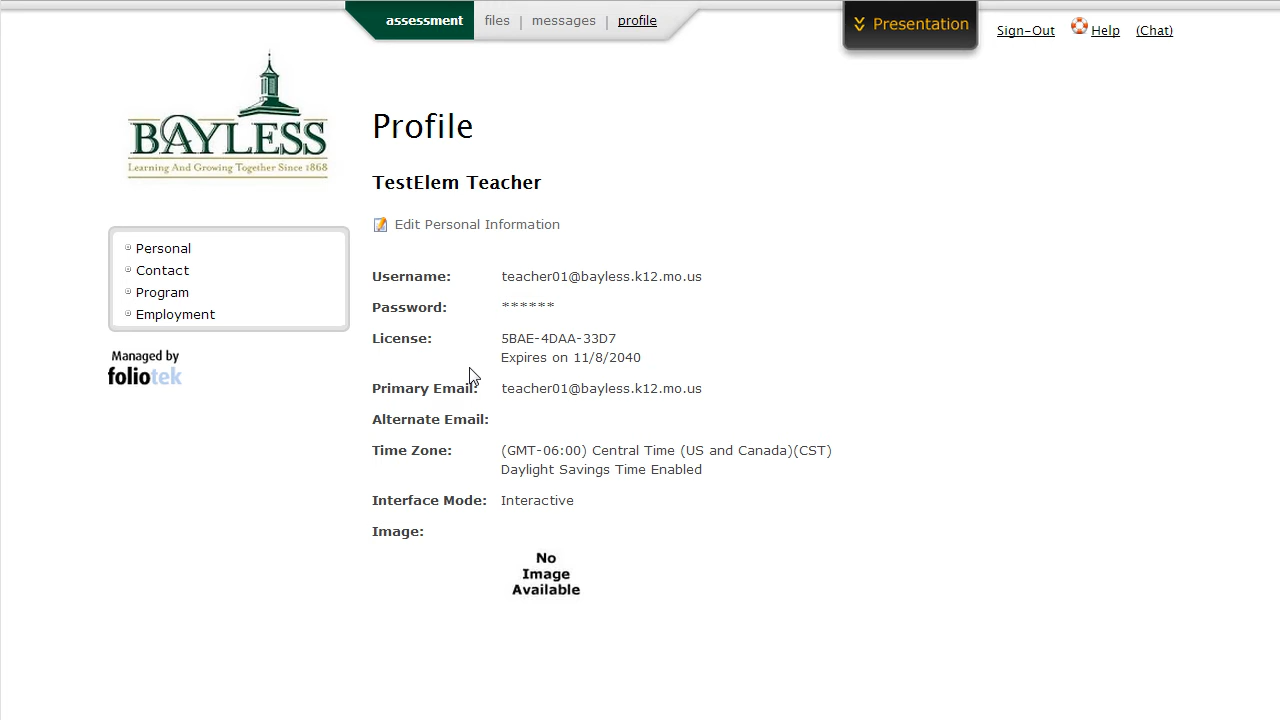 assessment files | messages | profile
Presentation
Sign-Out Help (Chat)
BAYLESS
Learning And Growing Together Since 1868
Personal
Contact
Program
Employment
Managed by
foliotek
Profile
TestElem Teacher
Edit Personal Information
Username: teacher01@bayless.k12.mo.us
Password: ******
License: 5BAE-4DAA-33D7
Expires on 11/8/2040
Primary Email: teacher01@bayless.k12.mo.us
Alternate Email:
Time Zone: (GMT-06:00) Central Time (US and Canada)(CST)
Daylight Savings Time Enabled
Interface Mode: Interactive
Image:
No
Image
Available